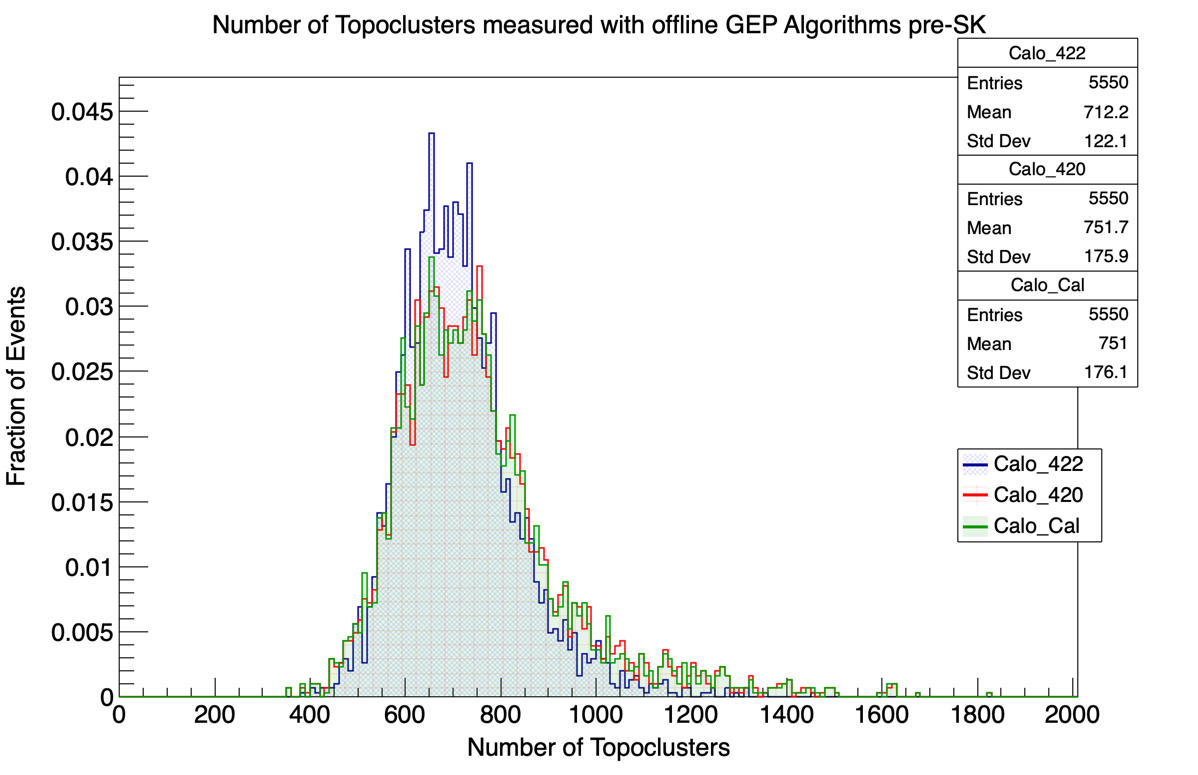 Number of Topoclusters measured with offline GEP Algorithms pre-SK
Calo_422
Entries 5550
Mean 712.2
Std Dev 122.1
Calo_420
Entries 5550
Mean 751.7
Std Dev 175.9
Calo_Cal
Entries 5550
Mean 751
Std Dev 176.1
Calo_422
Calo_420
Calo_Cal
Fraction of Events
0.045
0.04
0.035
0.03
0.025
0.02
0.015
0.01
0.005
0
0 200 400 600 800 1000 1200 1400 1600 1800 2000
Number of Topoclusters